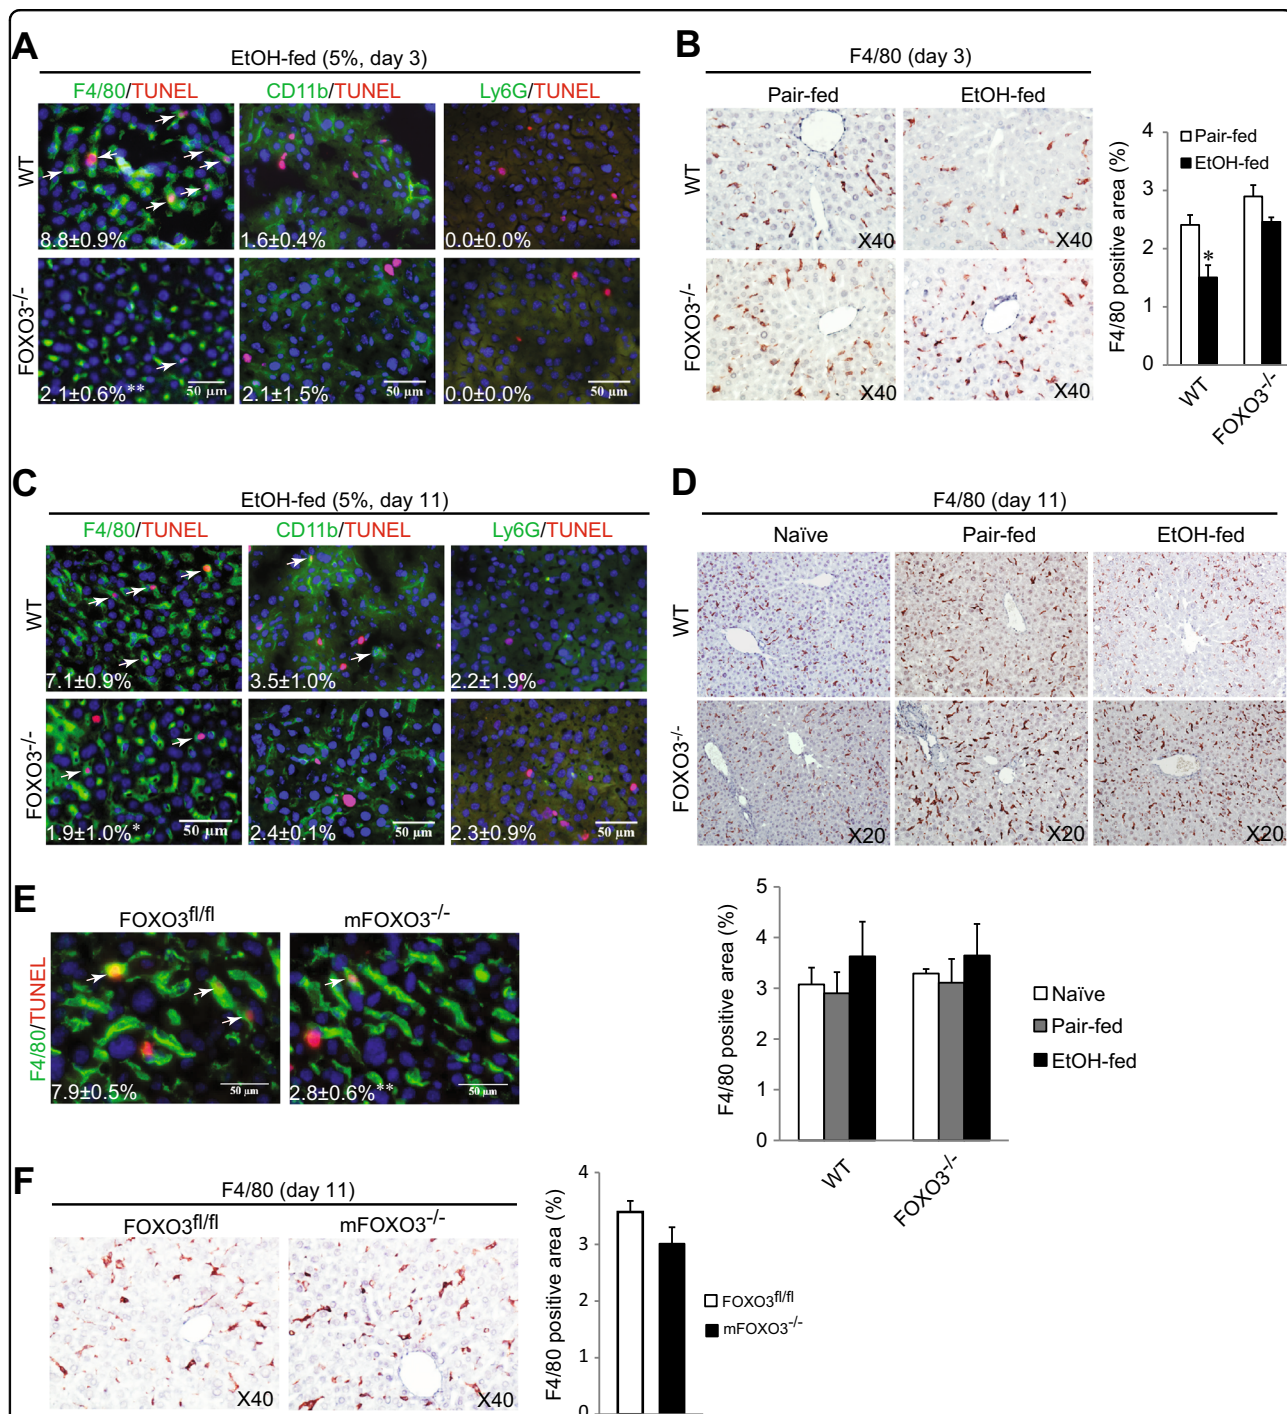 A
EtOH-fed (5%, day 3)
F4/80/TUNEL CD11b/TUNEL Ly6G/TUNEL
WT
8.8±0.9% 1.6±0.4% 0.0±0.0%
FOXO3-/-
50 µm 50 µm 50 µm
2.1±0.6%** 2.1±1.5% 0.0±0.0%
B
F4/80 (day 3)
Pair-fed EtOH-fed
WT
X40 X40
FOXO3-/-
X40 X40
F4/80 positive area (%)
4
3
2
1
0
Pair-fed
EtOH-fed
*
WT
FOXO3-/-
C
EtOH-fed (5%, day 11)
F4/80/TUNEL CD11b/TUNEL Ly6G/TUNEL
WT
7.1±0.9% 3.5±1.0% 2.2±1.9%
FOXO3-/-
50 µm 50 µm 50 µm
1.9±1.0%* 2.4±0.1% 2.3±0.9%
D
F4/80 (day 11)
Naïve Pair-fed EtOH-fed
WT
FOXO3-/-
X20 X20 X20
F4/80 positive area (%)
5
4
3
2
1
0
WT
FOXO3-/-
Naïve
Pair-fed
EtOH-fed
E
FOXO3fl/fl mFOXO3-/-
F4/80/TUNEL
50 µm 50 µm
7.9±0.5% 2.8±0.6%**
F
F4/80 (day 11)
FOXO3fl/fl mFOXO3-/-
X40 X40
F4/80 positive area (%)
4
3
2
1
0
FOXO3fl/fl
mFOXO3-/-